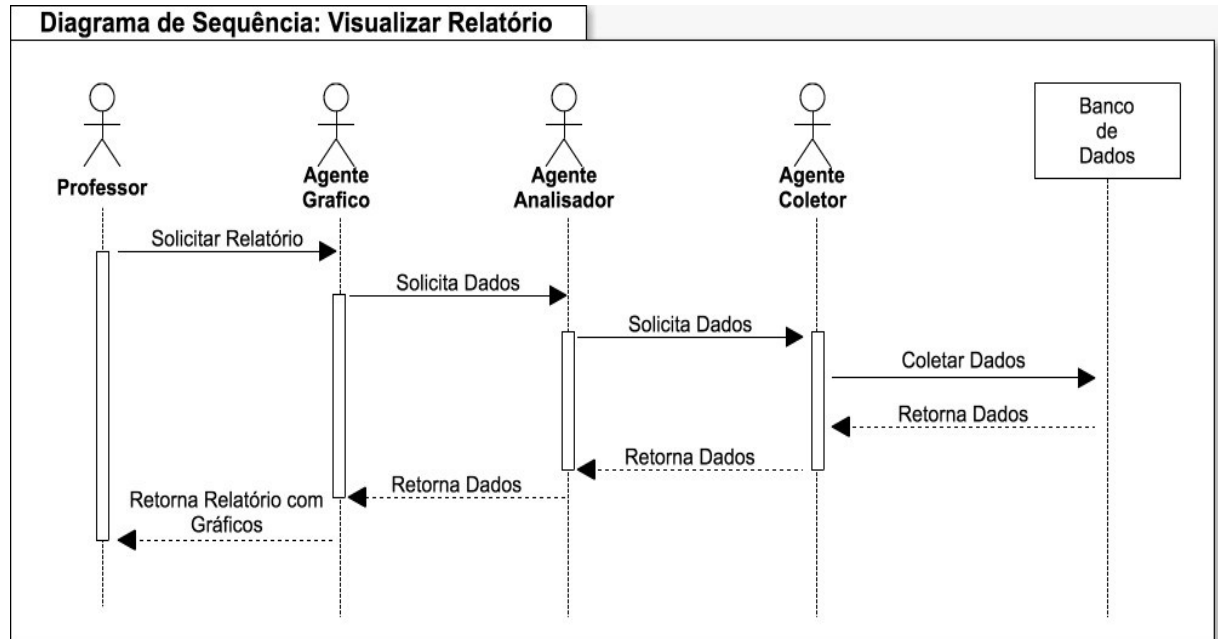 Diagrama de Sequência: Visualizar Relatório
Professor
Agente
Grafico
Agente
Analisador
Agente
Coletor
Banco
de
Dados
Solicitar Relatório
Solicita Dados
Solicita Dados
Coletar Dados
Retorna Dados
Retorna Dados
Retorna Dados
Retorna Relatório com
Gráficos